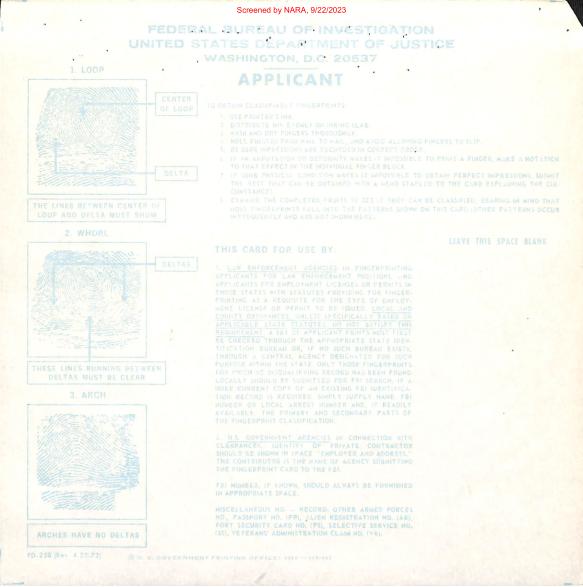 Screened by NARA, 9/22/2023
FEDERAL BUREAU OF INVESTIGATION
UNITED STATES DEPARTMENT OF JUSTICE
WASHINGTON, D.C. 20537
APPLICANT
1. LOOP
CENTER
OF LOOP
DELTA
THE LINES BETWEEN CENTER OF
LOOP AND DELTA MUST SHOW
TO OBTAIN CLASSIFIABLE FINGERPRINTS:
1. USE PRINTER'S INK.
2. DISTRIBUTE INK EVENLY ON INKING SLAB.
3. WASH AND DRY FINGERS THOROUGHLY.
4. ROLL FINGERS FROM NAIL TO NAIL, AND AVOID ALLOWING FINGERS TO SLIP.
5. BE SURE IMPRESSIONS ARE RECORDED IN CORRECT ORDER.
6. IF AN AMPUTATION OR DEFORMITY MAKES IT IMPOSSIBLE TO PRINT A FINGER, MAKE A NOTATION
TO THAT EFFECT IN THE INDIVIDUAL FINGER BLOCK.
7. IF SOME PHYSICAL CONDITION MAKES IT IMPOSSIBLE TO OBTAIN PERFECT IMPRESSIONS, SUBMIT
THE BEST THAT CAN BE OBTAINED WITH A MEMO STAPLED TO THE CARD EXPLAINING THE CIR-
CUMSTANCES.
8. EXAMINE THE COMPLETED PRINTS TO SEE IF THEY CAN BE CLASSIFIED, BEARING IN MIND THAT
MOST FINGERPRINTS FALL INTO THE PATTERNS SHOWN ON THIS CARD (OTHER PATTERNS OCCUR
INFREQUENTLY AND ARE NOT SHOWN HERE).
LEAVE THIS SPACE BLANK
2. WHORL
DELTAS
THESE LINES RUNNING BETWEEN
DELTAS MUST BE CLEAR
THIS CARD FOR USE BY:
1. LAW ENFORCEMENT AGENCIES IN FINGERPRINTING
APPLICANTS FOR LAW ENFORCEMENT POSITIONS
APPLICANTS FOR EMPLOYMENT LICENSES OR PERMITS IN
THOSE STATES WITH STATUTES PROVIDING FOR FINGER-
PRINTING AS A REQUISITE FOR THE TYPE OF EMPLOY-
MENT LICENSE OR PERMIT TO BE ISSUED. LOCAL AND
COUNTY ORDINANCES, UNLESS SPECIFICALLY BASED ON
APPLICABLE STATE STATUTES, DO NOT SATISFY THIS
REQUIREMENT. A SET OF APPLICANT PRINTS MUST FIRST
BE CHECKED THROUGH THE APPROPRIATE STATE IDEN-
TIFICATION BUREAU OR, IF NO SUCH BUREAU EXISTS,
THROUGH A CENTRAL AGENCY DESIGNATED FOR SUCH
PURPOSE WITHIN THE STATE. ONLY THOSE FINGERPRINTS
FOR WHICH NO DISQUALIFYING RECORD HAS BEEN FOUND
LOCALLY SHOULD BE SUBMITTED FOR FBI SEARCH. IF A
MORE CURRENT COPY OF AN EXISTING FBI IDENTIFICA-
TION RECORD IS REQUIRED, SIMPLY SUPPLY NAME, FBI
NUMBER OR LOCAL ARREST NUMBER AND, IF READILY
AVAILABLE, THE PRIMARY AND SECONDARY PARTS OF
THE FINGERPRINT CLASSIFICATION.
2. U.S. GOVERNMENT AGENCIES IN CONNECTION WITH
CLEARANCES. IDENTITY OF PRIVATE CONTRACTOR
SHOULD BE SHOWN IN SPACE "EMPLOYER AND ADDRESS."
THE CONTRIBUTOR IS THE NAME OF AGENCY SUBMITTING
THE FINGERPRINT CARD TO THE FBI.
FBI NUMBER, IF KNOWN, SHOULD ALWAYS BE FURNISHED
IN APPROPRIATE SPACE.
MISCELLANEOUS NO. - RECORD: OTHER ARMED FORCES
NO., PASSPORT NO. (PP), ALIEN REGISTRATION NO. (AR),
PORT SECURITY CARD NO. (PS), SELECTIVE SERVICE NO.
(SS), VETERANS' ADMINISTRATION CLAIM NO. (VA).
3. ARCH
ARCHES HAVE NO DELTAS
FD-258 (Rev. 4-25-72)
U. S. GOVERNMENT PRINTING OFFICE: